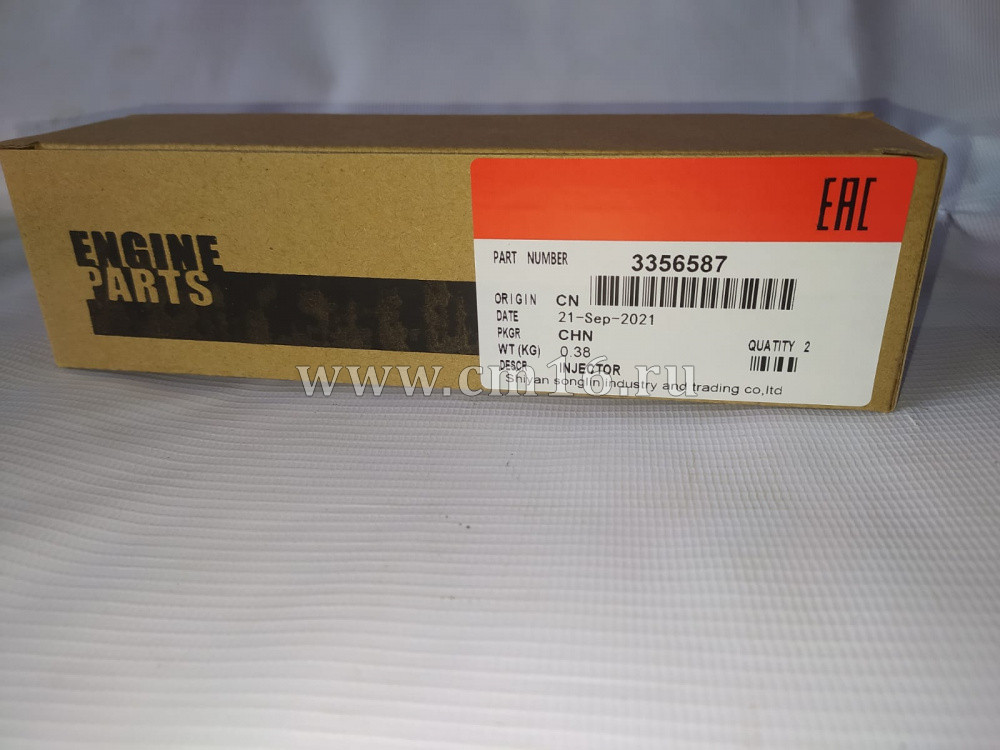 ENGINE
PARTS
EAC
PART NUMBER 3356587
ORIGIN CN
DATE 21-Sep-2021
PKGR CHN
WT (KG) 0.38
QUATITY 2
DESCR INJECTOR
Shiyan songlin industry and trading co,ltd
www.cm16.ru